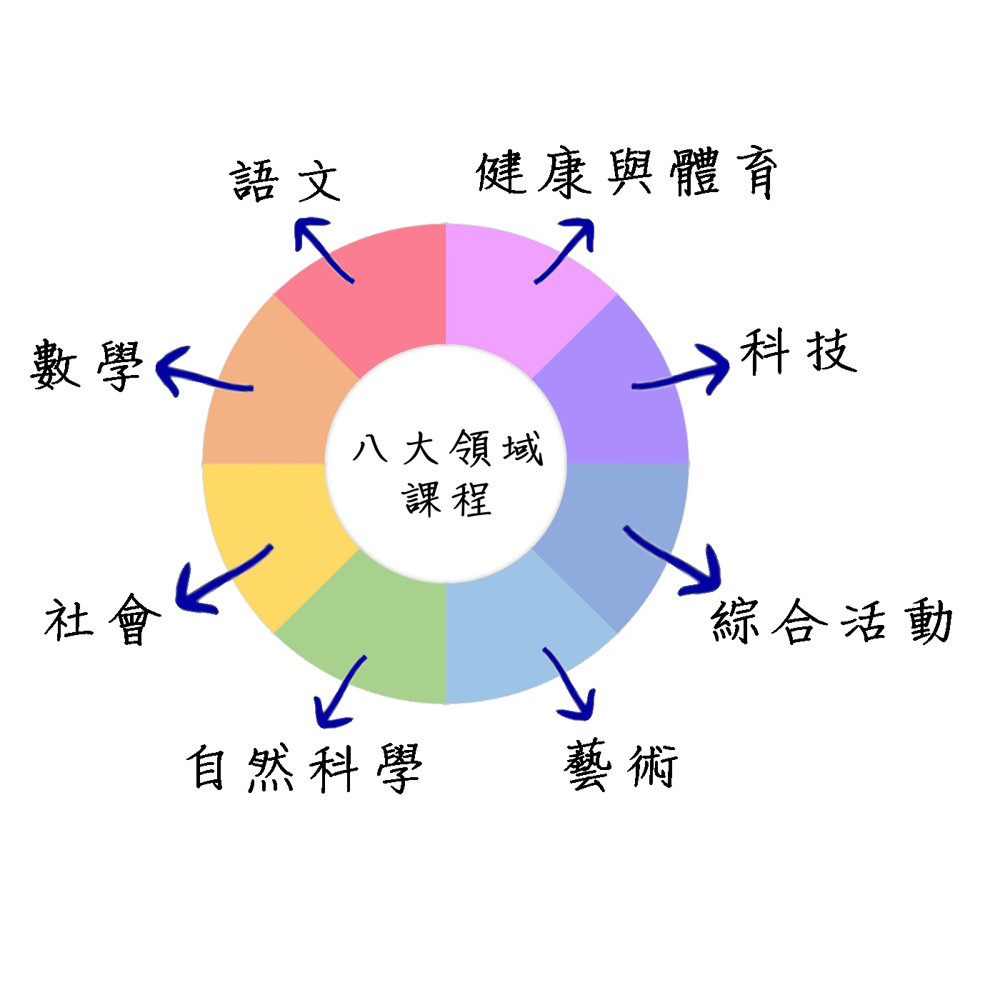 語文
健康與體育
數學
科技
八大領域
課程
社會
綜合活動
自然科學
藝術